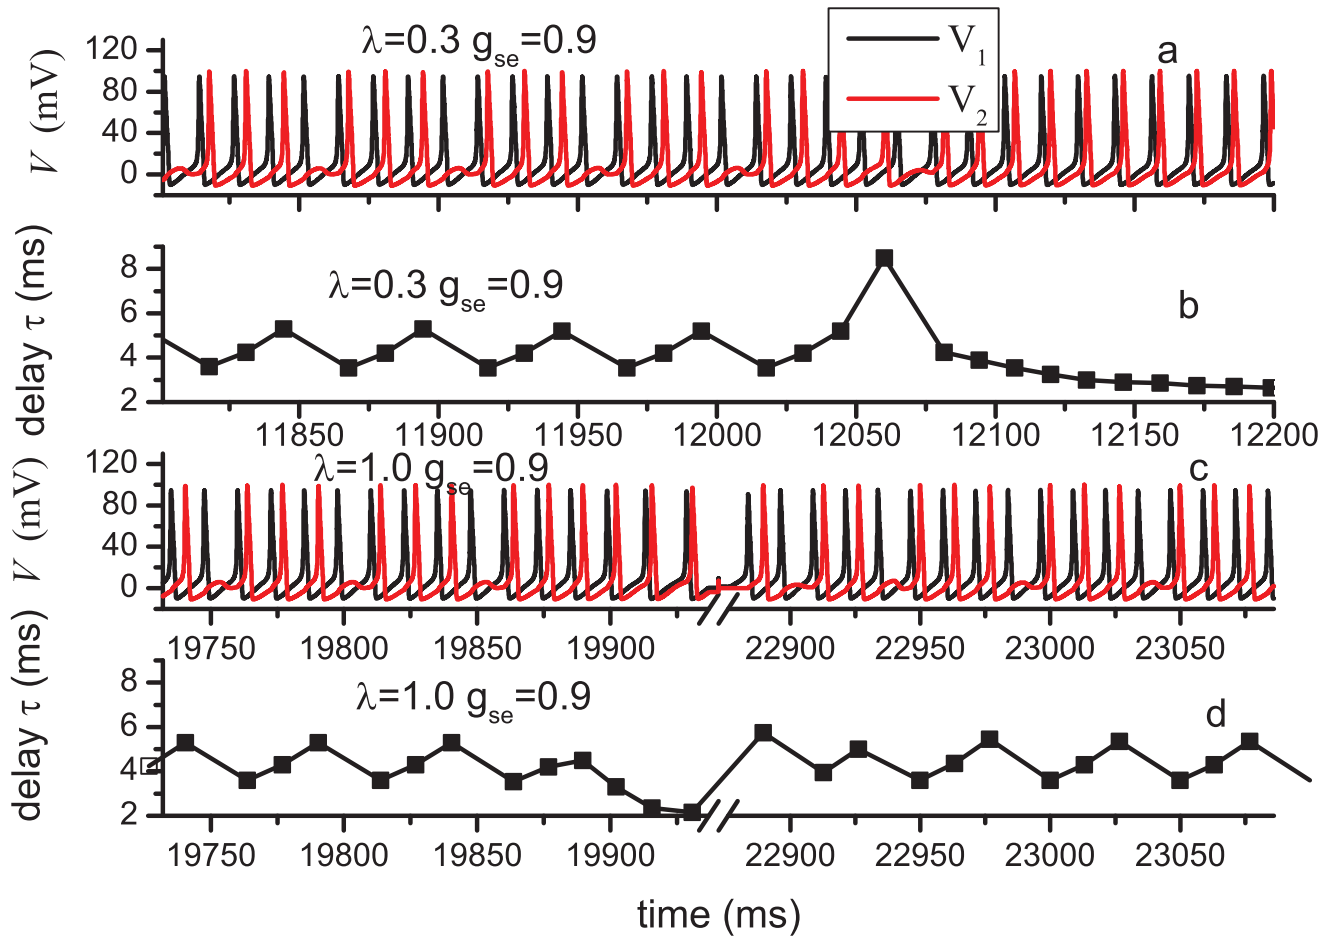 λ=0.3 g_se=0.9
V₁
V₂
a
V (mV)
120
80
40
0
λ=0.3 g_se=0.9
b
delay τ (ms)
8
6
4
2
11850 11900 11950 12000 12050 12100 12150 12200
λ=1.0 g_se=0.9
c
V (mV)
120
80
40
0
19750 19800 19850 19900 22900 22950 23000 23050
λ=1.0 g_se=0.9
d
delay τ (ms)
8
6
4
2
19750 19800 19850 19900 22900 22950 23000 23050
time (ms)